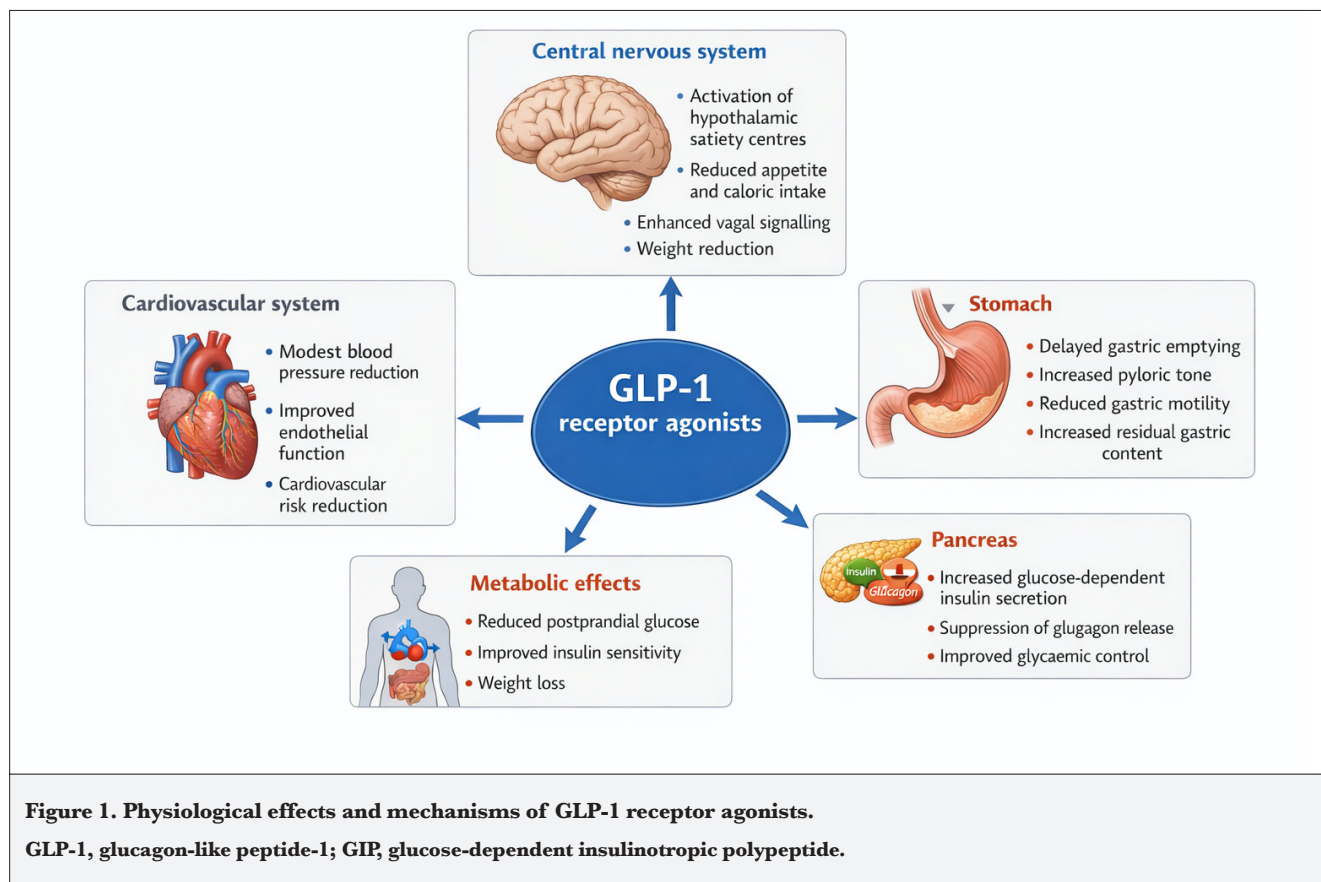 Central nervous system
• Activation of
hypothalamic
satiety centres
• Reduced appetite
and caloric intake
• Enhanced vagal signalling
• Weight reduction
Cardiovascular system
• Modest blood
pressure reduction
• Improved
endothelial
function
• Cardiovascular
risk reduction
GLP-1
receptor agonists
Stomach
• Delayed gastric emptying
• Increased pyloric tone
• Reduced gastric motility
• Increased residual gastric
content
Metabolic effects
• Reduced postprandial glucose
• Improved insulin sensitivity
• Weight loss
Pancreas
Insulin
Glucagon
• Increased glucose-dependent
insulin secretion
• Suppression of glugagon release
• Improved glycaemic control
Figure 1. Physiological effects and mechanisms of GLP-1 receptor agonists.
GLP-1, glucagon-like peptide-1; GIP, glucose-dependent insulinotropic polypeptide.